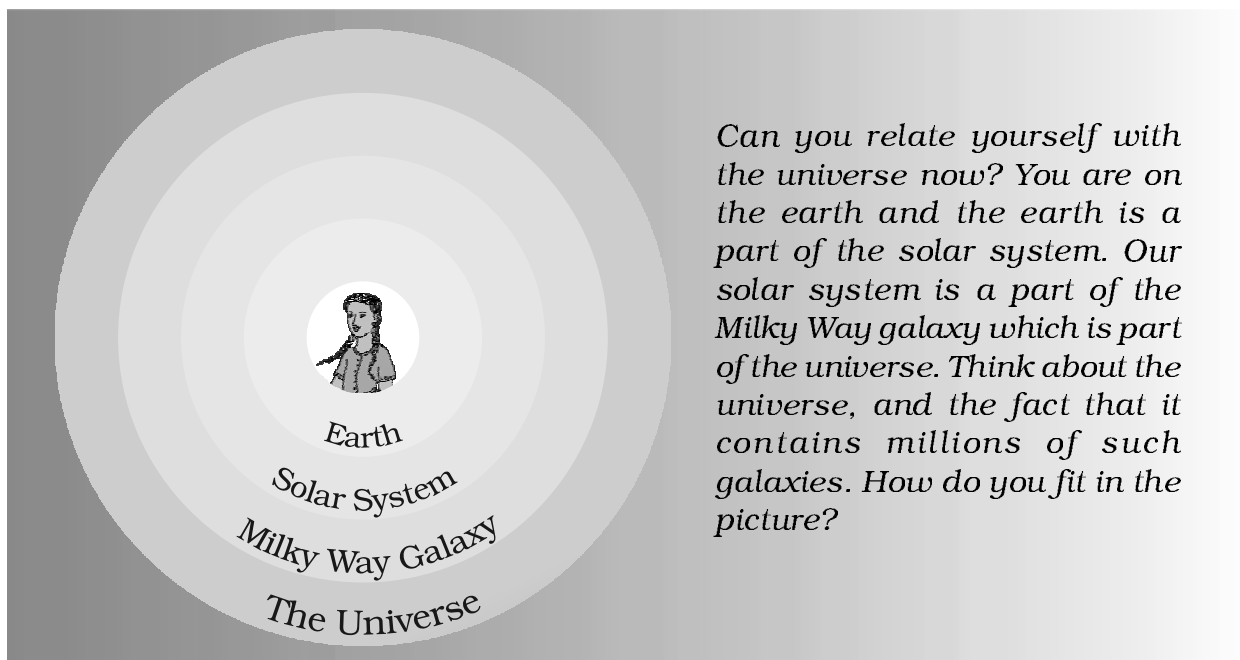 Earth
Solar System
Milky Way Galaxy
The Universe
Can you relate yourself with
the universe now? You are on
the earth and the earth is a
part of the solar system. Our
solar system is a part of the
Milky Way galaxy which is part
of the universe. Think about the
universe, and the fact that it
contains millions of such
galaxies. How do you fit in the
picture?